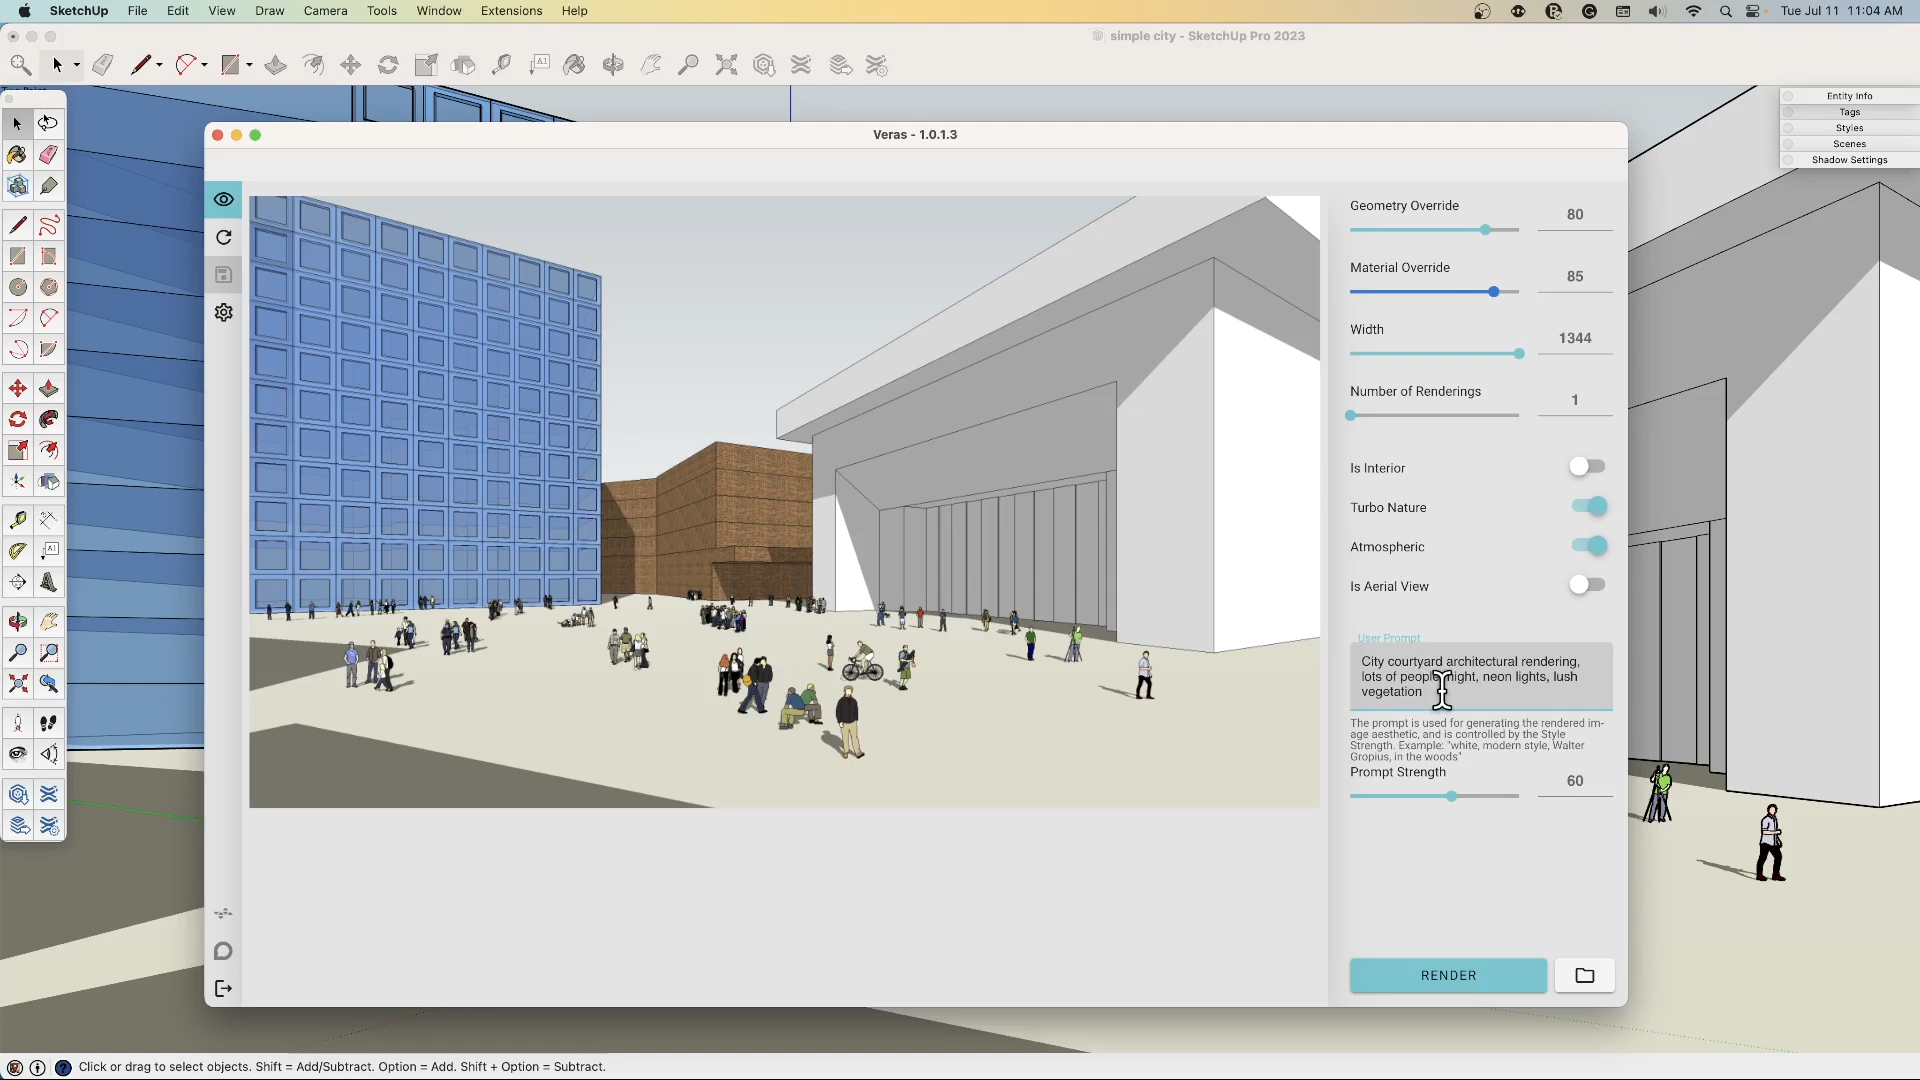 SketchUp File Edit View Draw Camera Tools Window Extensions Help Tue Jul 11 11:04 AM
simple city - SketchUp Pro 2023
Entity Info
Tags
Styles
Scenes
Shadow Settings
Veras - 1.0.1.3
Geometry Override
80
Material Override
85
Width
1344
Number of Renderings
1
Is Interior
Turbo Nature
Atmospheric
Is Aerial View
User Prompt
City courtyard architectural rendering,
lots of people, night, neon lights, lush
vegetation
The prompt is used for generating the rendered im-
age aesthetic, and is controlled by the Style
Strength. Example: "white, modern style, Walter
Gropius, in the woods"
Prompt Strength
60
RENDER
Click or drag to select objects. Shift = Add/Subtract. Option = Add. Shift + Option = Subtract.